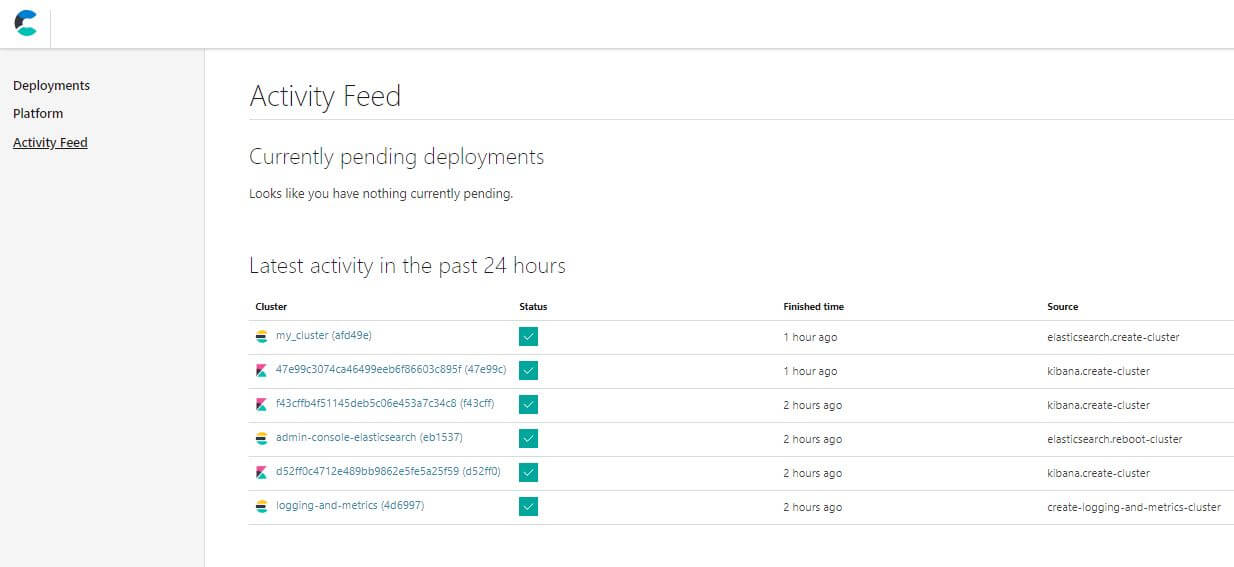 Deployments
Platform
Activity Feed
Activity Feed
Currently pending deployments
Looks like you have nothing currently pending.
Latest activity in the past 24 hours
Cluster Status Finished time Source
my_cluster (afd49e) 1 hour ago elasticsearch.create-cluster
47e99c3074ca46499eeb6f86603c895f (47e99c) 1 hour ago kibana.create-cluster
f43cffb4f51145deb5c06e453a7c34c8 (f43cff) 2 hours ago kibana.create-cluster
admin-console-elasticsearch (eb1537) 2 hours ago elasticsearch.reboot-cluster
d52ff0c4712e489bb9862e5fe5a25f59 (d52ff0) 2 hours ago kibana.create-cluster
logging-and-metrics (4d6997) 2 hours ago create-logging-and-metrics-cluster